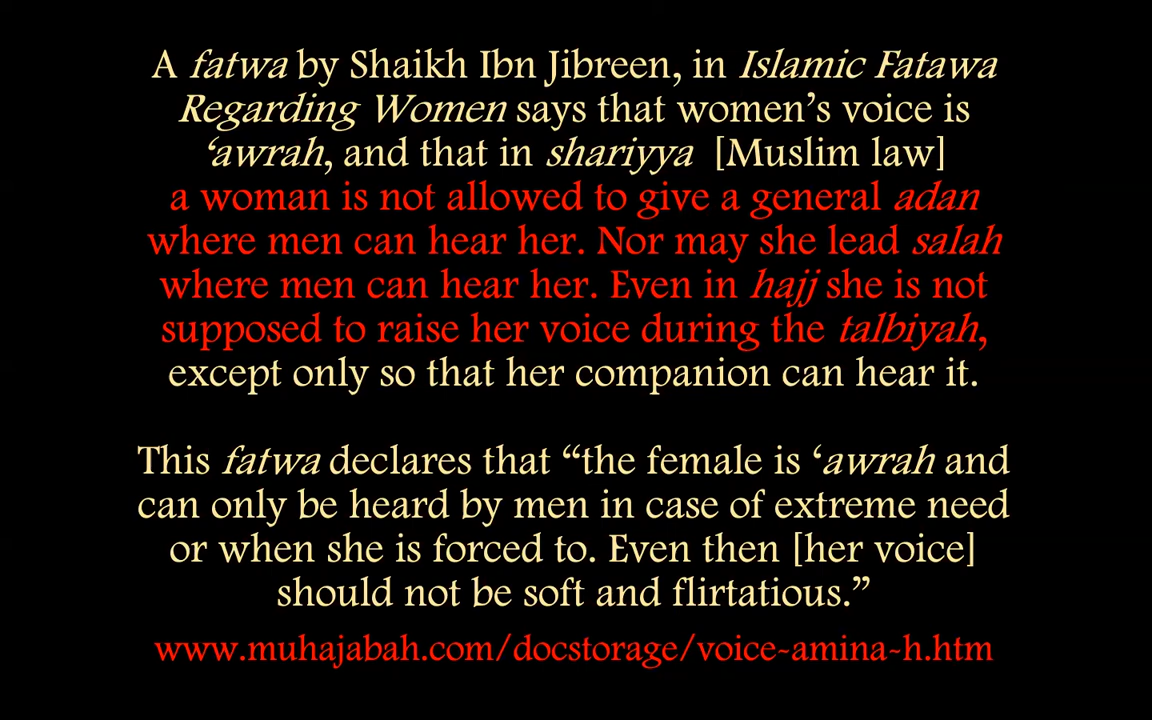 A fatwa by Shaikh Ibn Jibreen, in Islamic Fatawa
Regarding Women says that women’s voice is
‘awrah, and that in shariyya [Muslim law]
a woman is not allowed to give a general adan
where men can hear her. Nor may she lead salah
where men can hear her. Even in hajj she is not
supposed to raise her voice during the talbiyah,
except only so that her companion can hear it.
This fatwa declares that “the female is ‘awrah and
can only be heard by men in case of extreme need
or when she is forced to. Even then [her voice]
should not be soft and flirtatious.”
www.muhajabah.com/docstorage/voice-amina-h.htm